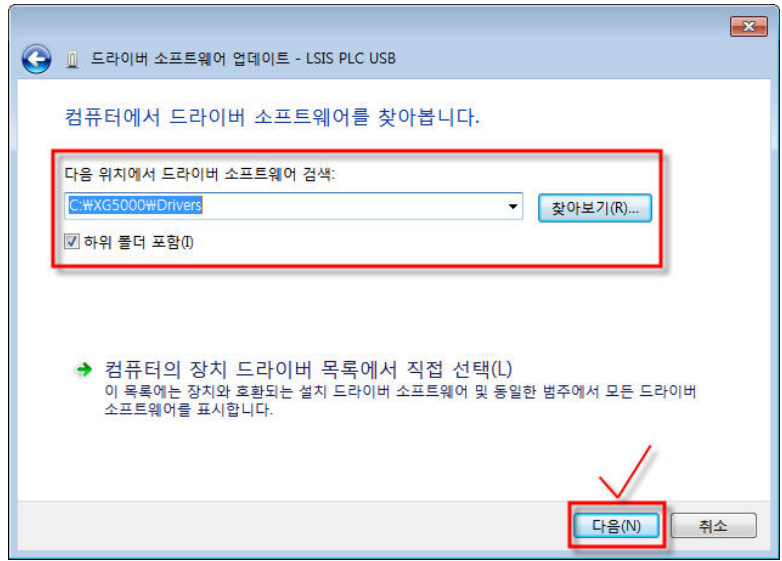 드라이버 소프트웨어 업데이트 - LSIS PLC USB
컴퓨터에서 드라이버 소프트웨어를 찾아봅니다.
다음 위치에서 드라이버 소프트웨어 검색:
C:₩XG5000₩Drivers
찾아보기(R)...
하위 폴더 포함(I)
컴퓨터의 장치 드라이버 목록에서 직접 선택(L)
이 목록에는 장치와 호환되는 설치 드라이버 소프트웨어 및 동일한 범주에서 모든 드라이버
소프트웨어를 표시합니다.
다음(N)
취소